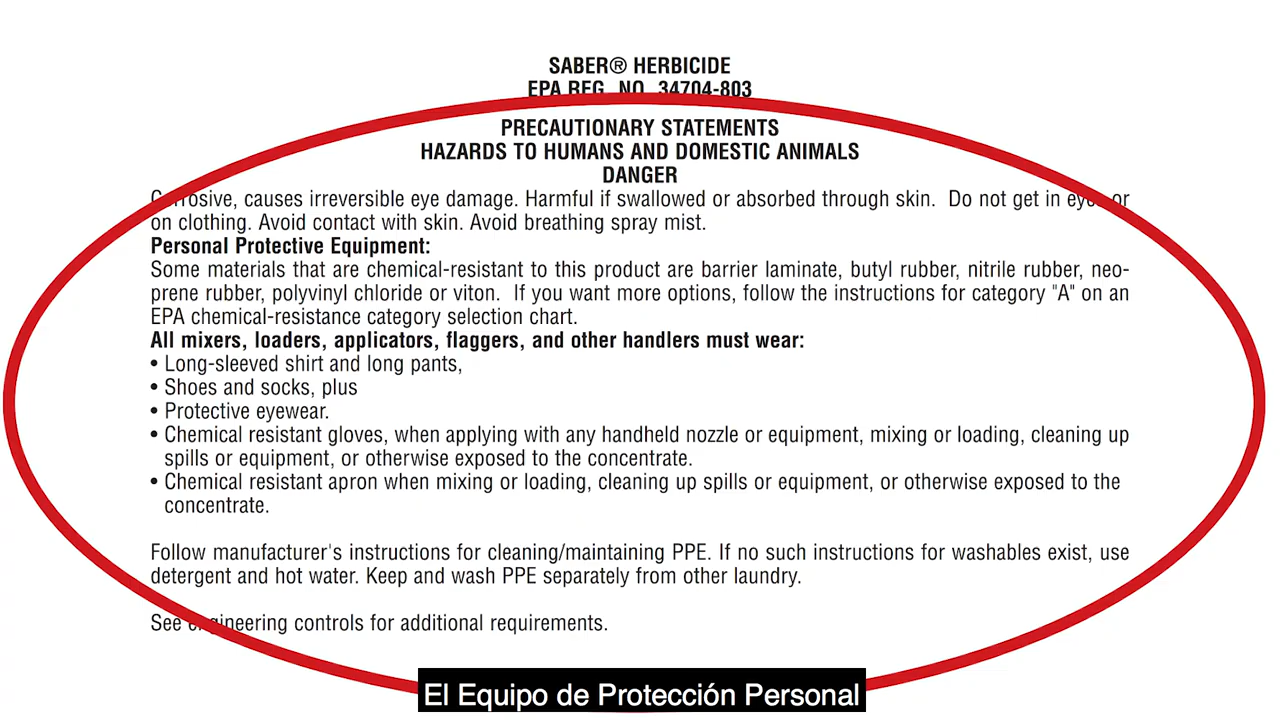 SABER® HERBICIDE
EPA REG. NO. 34704-803
PRECAUTIONARY STATEMENTS
HAZARDS TO HUMANS AND DOMESTIC ANIMALS
DANGER
Corrosive, causes irreversible eye damage. Harmful if swallowed or absorbed through skin. Do not get in eyes or
on clothing. Avoid contact with skin. Avoid breathing spray mist.
Personal Protective Equipment:
Some materials that are chemical-resistant to this product are barrier laminate, butyl rubber, nitrile rubber, neo-
prene rubber, polyvinyl chloride or viton. If you want more options, follow the instructions for category "A" on an
EPA chemical-resistance category selection chart.
All mixers, loaders, applicators, flaggers, and other handlers must wear:
• Long-sleeved shirt and long pants,
• Shoes and socks, plus
• Protective eyewear.
• Chemical resistant gloves, when applying with any handheld nozzle or equipment, mixing or loading, cleaning up
spills or equipment, or otherwise exposed to the concentrate.
• Chemical resistant apron when mixing or loading, cleaning up spills or equipment, or otherwise exposed to the
concentrate.
Follow manufacturer's instructions for cleaning/maintaining PPE. If no such instructions for washables exist, use
detergent and hot water. Keep and wash PPE separately from other laundry.
See engineering controls for additional requirements.
El Equipo de Protección Personal